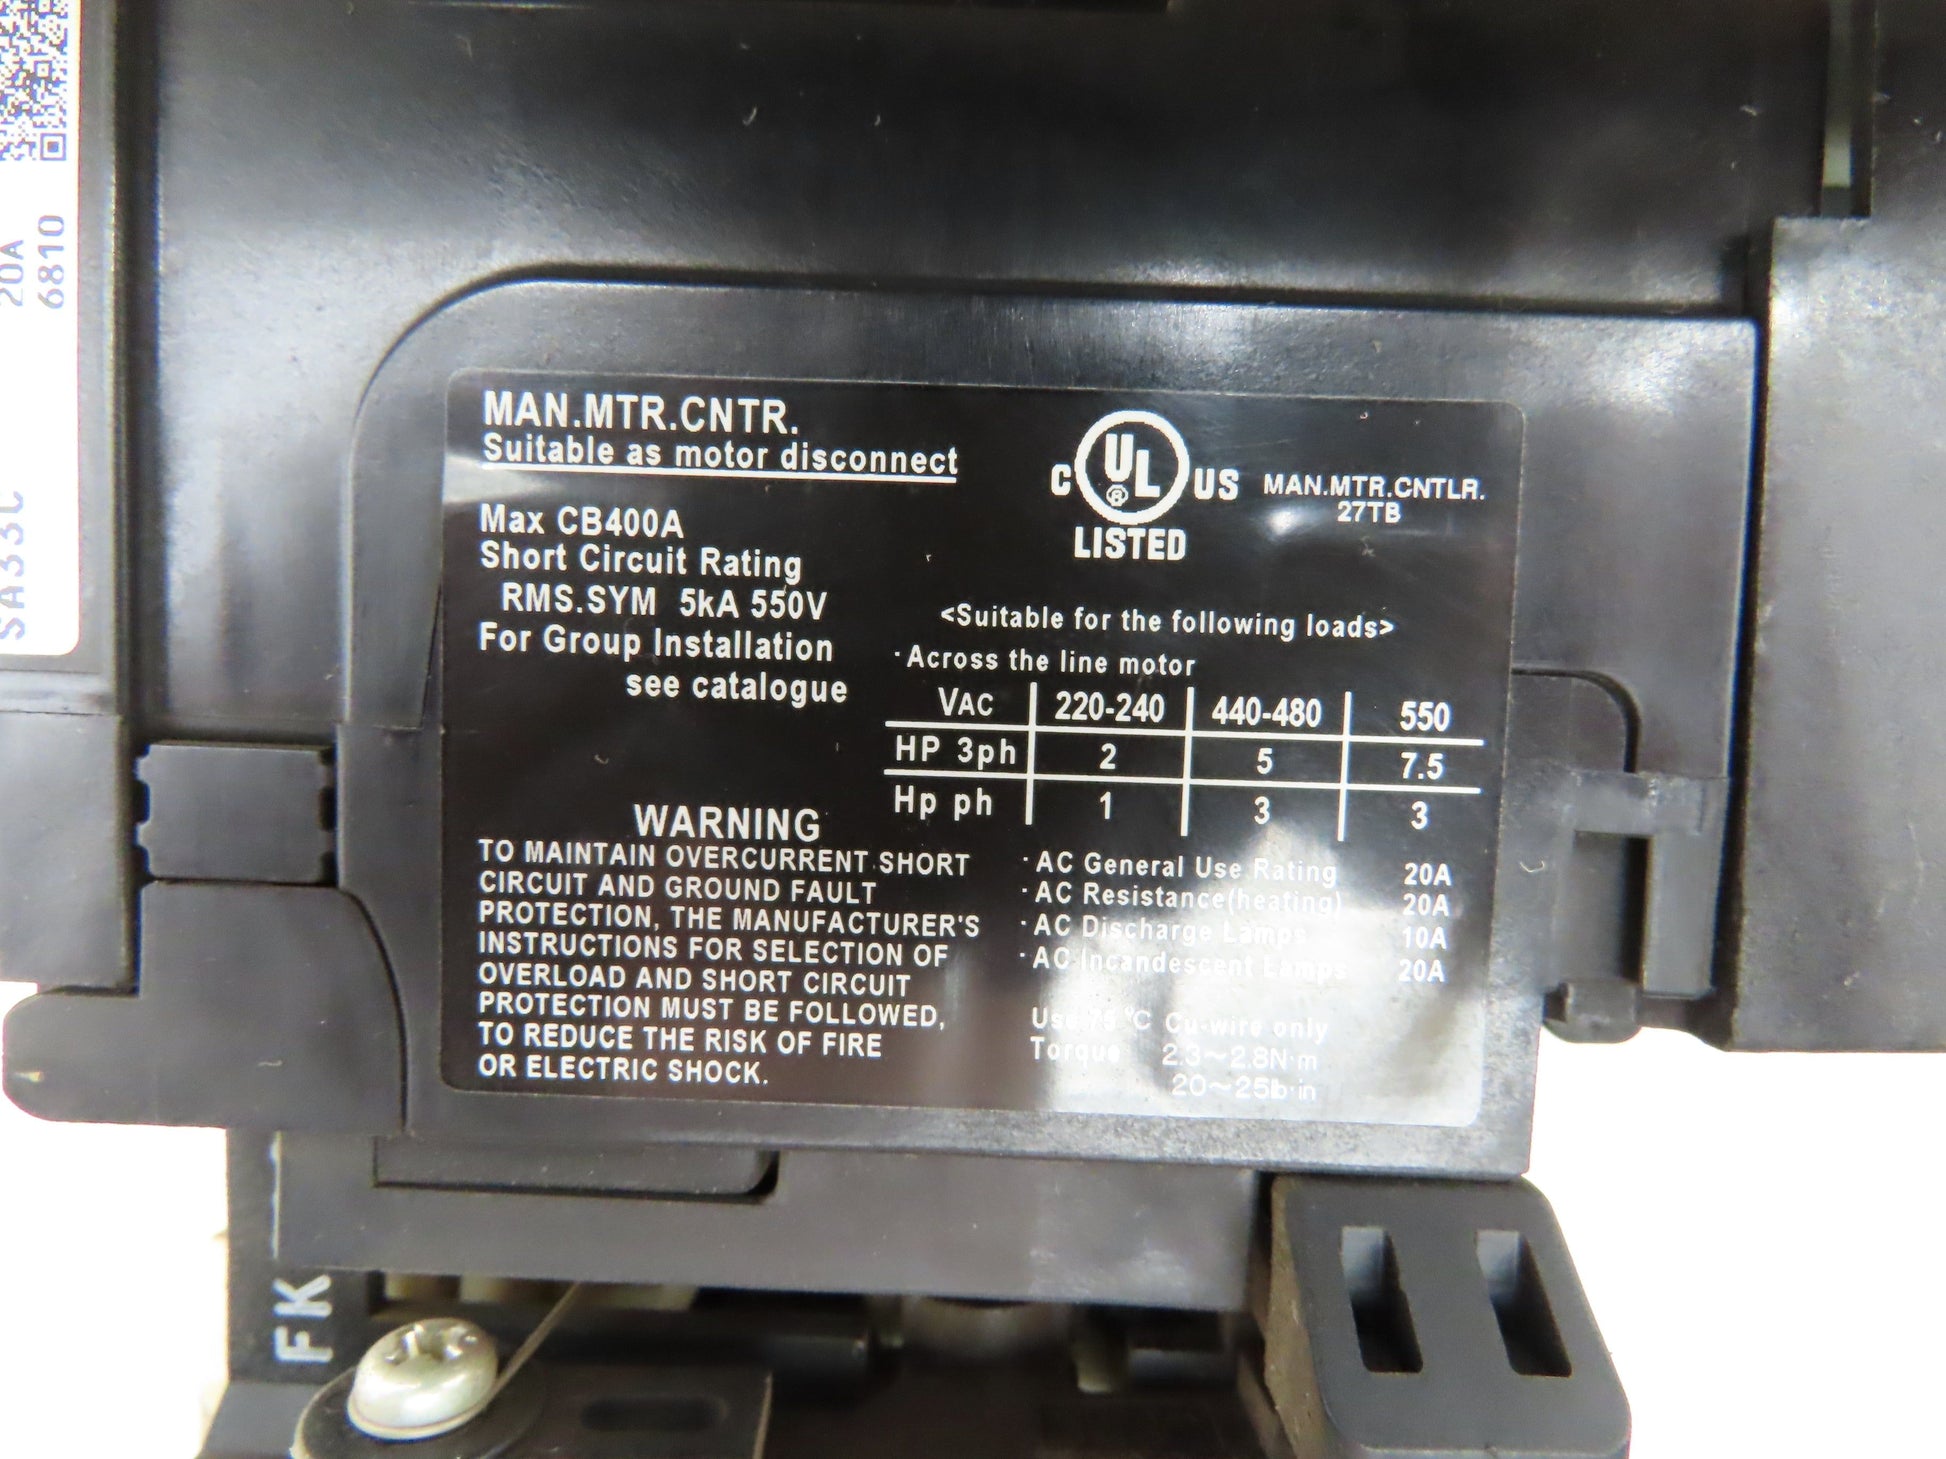 20A
6810
SA33C
MAN.MTR.CNTR.
Suitable as motor disconnect
Max CB400A
Short Circuit Rating
RMS.SYM 5kA 550V
For Group Installation
see catalogue
C UL ® US
LISTED
MAN.MTR.CNTLR.
27TB
<Suitable for the following loads>
·Across the line motor
VAC 220-240 440-480 550
HP 3ph 2 5 7.5
Hp ph 1 3 3
WARNING
TO MAINTAIN OVERCURRENT.SHORT
CIRCUIT AND GROUND FAULT
PROTECTION, THE MANUFACTURER'S
INSTRUCTIONS FOR SELECTION OF
OVERLOAD AND SHORT CIRCUIT
PROTECTION MUST BE FOLLOWED,
TO REDUCE THE RISK OF FIRE
OR ELECTRIC SHOCK.
·AC General Use Rating 20A
·AC Resistance(heating) 20A
·AC Discharge Lamps 10A
·AC Incandescent Lamps 20A
Use 75 °C Cu-wire only
Torque 2.3~2.8N·m
20~25lb·in
FK